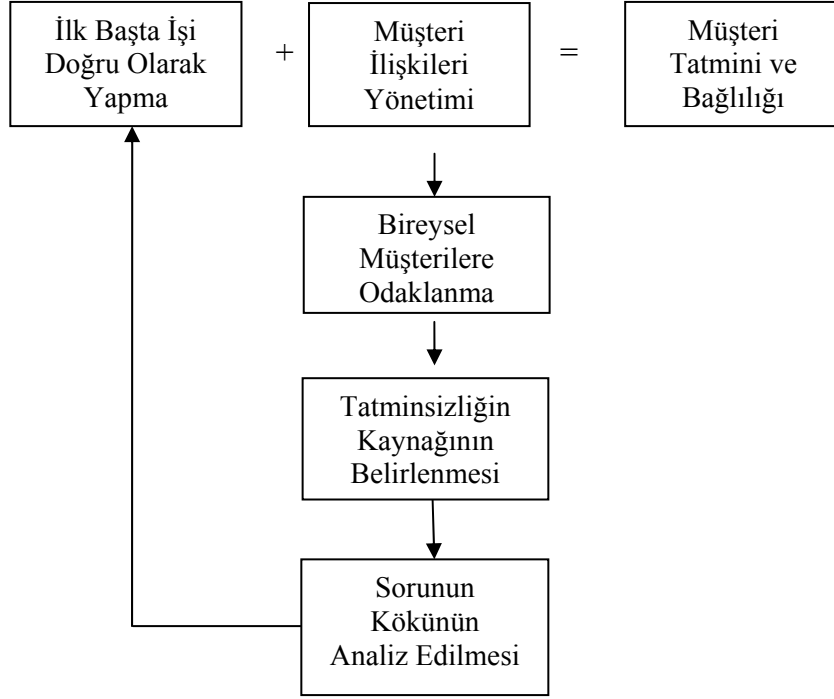 İlk Başta İşi
Doğru Olarak
Yapma
+
Müşteri
İlişkileri
Yönetimi
=
Müşteri
Tatmini ve
Bağlılığı
Bireysel
Müşterilere
Odaklanma
Tatminsizliğin
Kaynağının
Belirlenmesi
Sorunun
Kökünün
Analiz Edilmesi